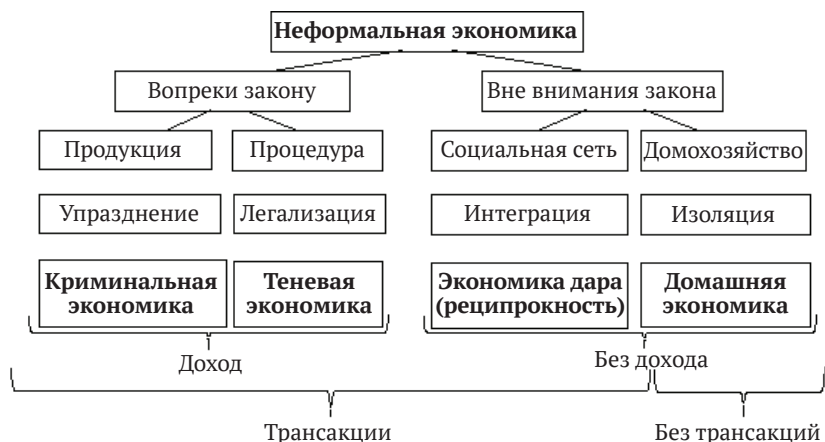 Неформальная экономика
Вопреки закону
Вне внимания закона
Продукция
Процедура
Социальная сеть
Домохозяйство
Упразднение
Легализация
Интеграция
Изоляция
Криминальная
экономика
Теневая
экономика
Экономика дара
(реципрокность)
Домашняя
экономика
Доход
Без дохода
Трансакции
Без трансакций